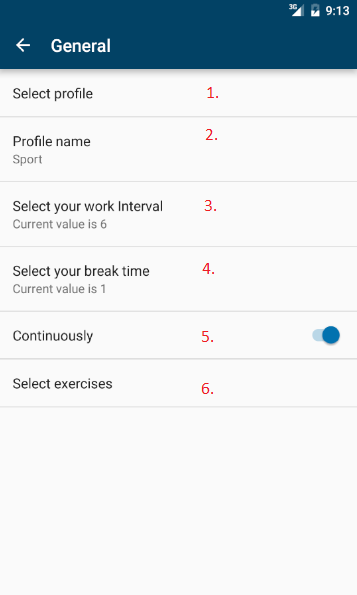 3G 9:13
General
Select profile 1.
Profile name 2.
Sport
Select your work Interval 3.
Current value is 6
Select your break time 4.
Current value is 1
Continuously 5.
Select exercises 6.